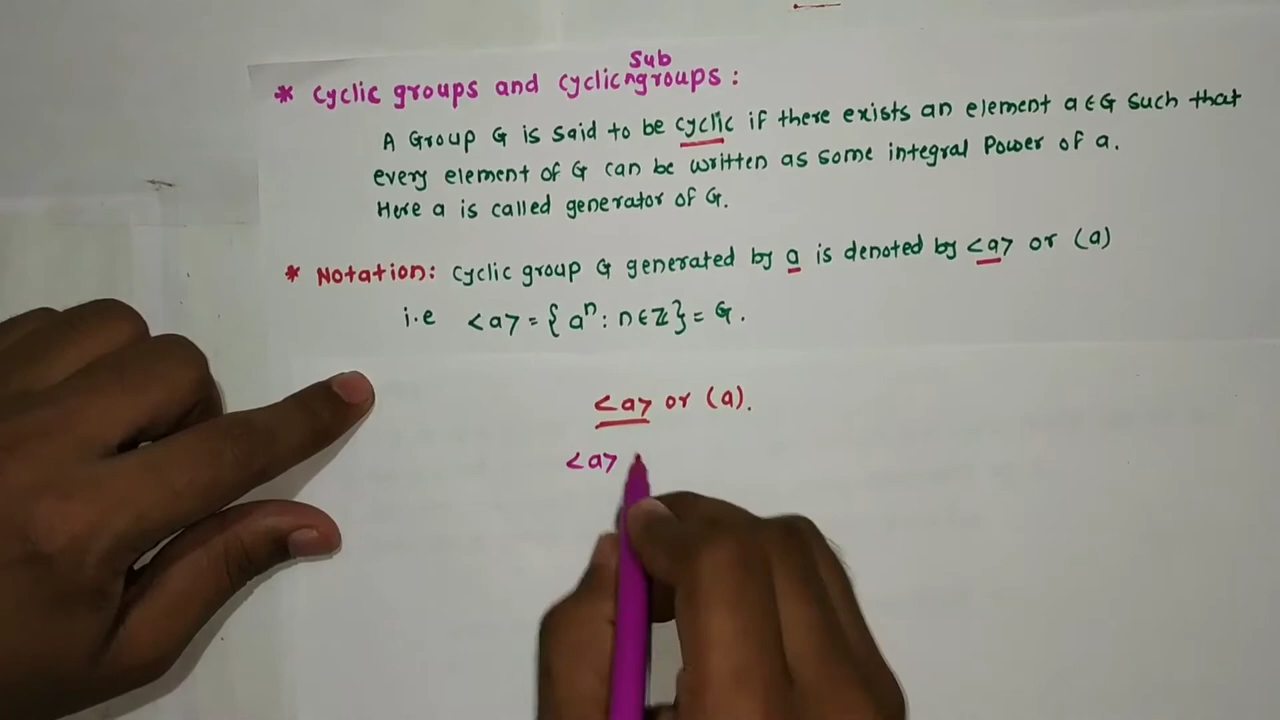 * Cyclic groups and cyclic ^ Sub groups :
A Group G is said to be cyclic if there exists an element a ∈ G such that
every element of G can be written as some integral Power of a.
Here a is called generator of G.
* Notation: Cyclic group G generated by a is denoted by <a> or (a)
i.e <a> = { aⁿ : n ∈ ℤ } = G .
<a> or (a).
<a>